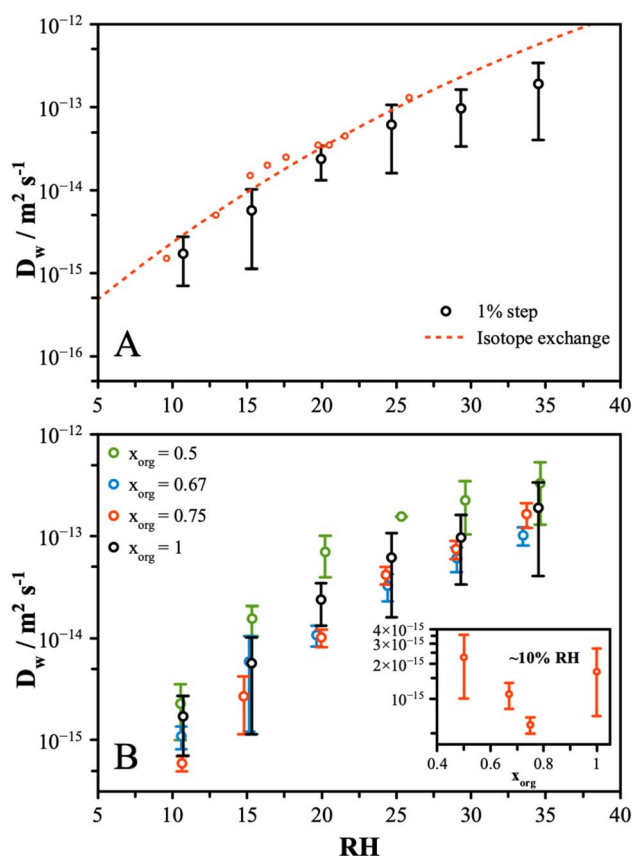 10⁻¹²
10⁻¹³
10⁻¹⁴
10⁻¹⁵
10⁻¹⁶
D_w / m² s⁻¹
A
1% step
Isotope exchange
5 10 15 20 25 30 35 40
10⁻¹²
10⁻¹³
10⁻¹⁴
10⁻¹⁵
D_w / m² s⁻¹
x_org = 0.5
x_org = 0.67
x_org = 0.75
x_org = 1
B
4×10⁻¹⁵
3×10⁻¹⁵
2×10⁻¹⁵
10⁻¹⁵
~10% RH
0.4 0.6 0.8 1
x_org
5 10 15 20 25 30 35 40
RH